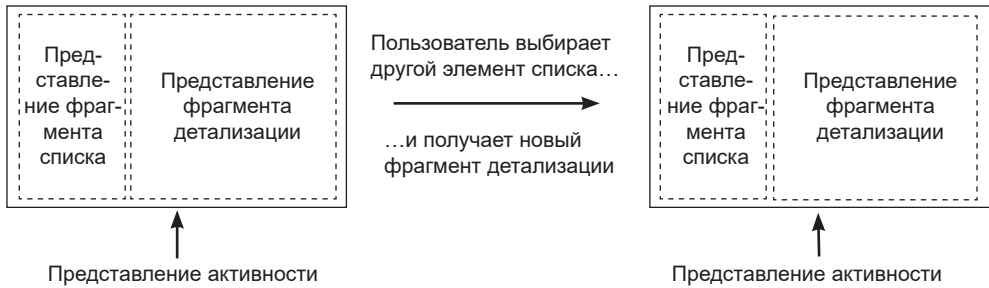 Пред-
ставле-
ние фраг-
мента
списка
Представление
фрагмента
детализации
Пользователь выбирает
другой элемент списка…
…и получает новый
фрагмент детализации
Пред-
ставле-
ние фраг-
мента
списка
Представление
фрагмента
детализации
Представление активности
Представление активности